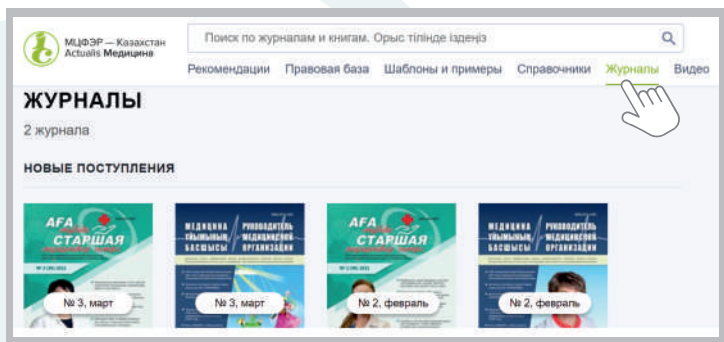 МЦФЭР — Казахстан
Actualis Медицина
Поиск по журналам и книгам. Орыс тілінде іздеңіз
Рекомендации Правовая база Шаблоны и примеры Справочники Журналы Видео
ЖУРНАЛЫ
2 журнала
НОВЫЕ ПОСТУПЛЕНИЯ
АҒА СТАРШАЯ
МЕДИЦИНА ҰЙЫМЫНЫҢ БАСШЫСЫ РУКОВОДИТЕЛЬ МЕДИЦИНСКОЙ ОРГАНИЗАЦИИ
АҒА СТАРШАЯ
МЕДИЦИНА ҰЙЫМЫНЫҢ БАСШЫСЫ РУКОВОДИТЕЛЬ МЕДИЦИНСКОЙ ОРГАНИЗАЦИИ
№ 3, март
№ 3, март
№ 2, февраль
№ 2, февраль